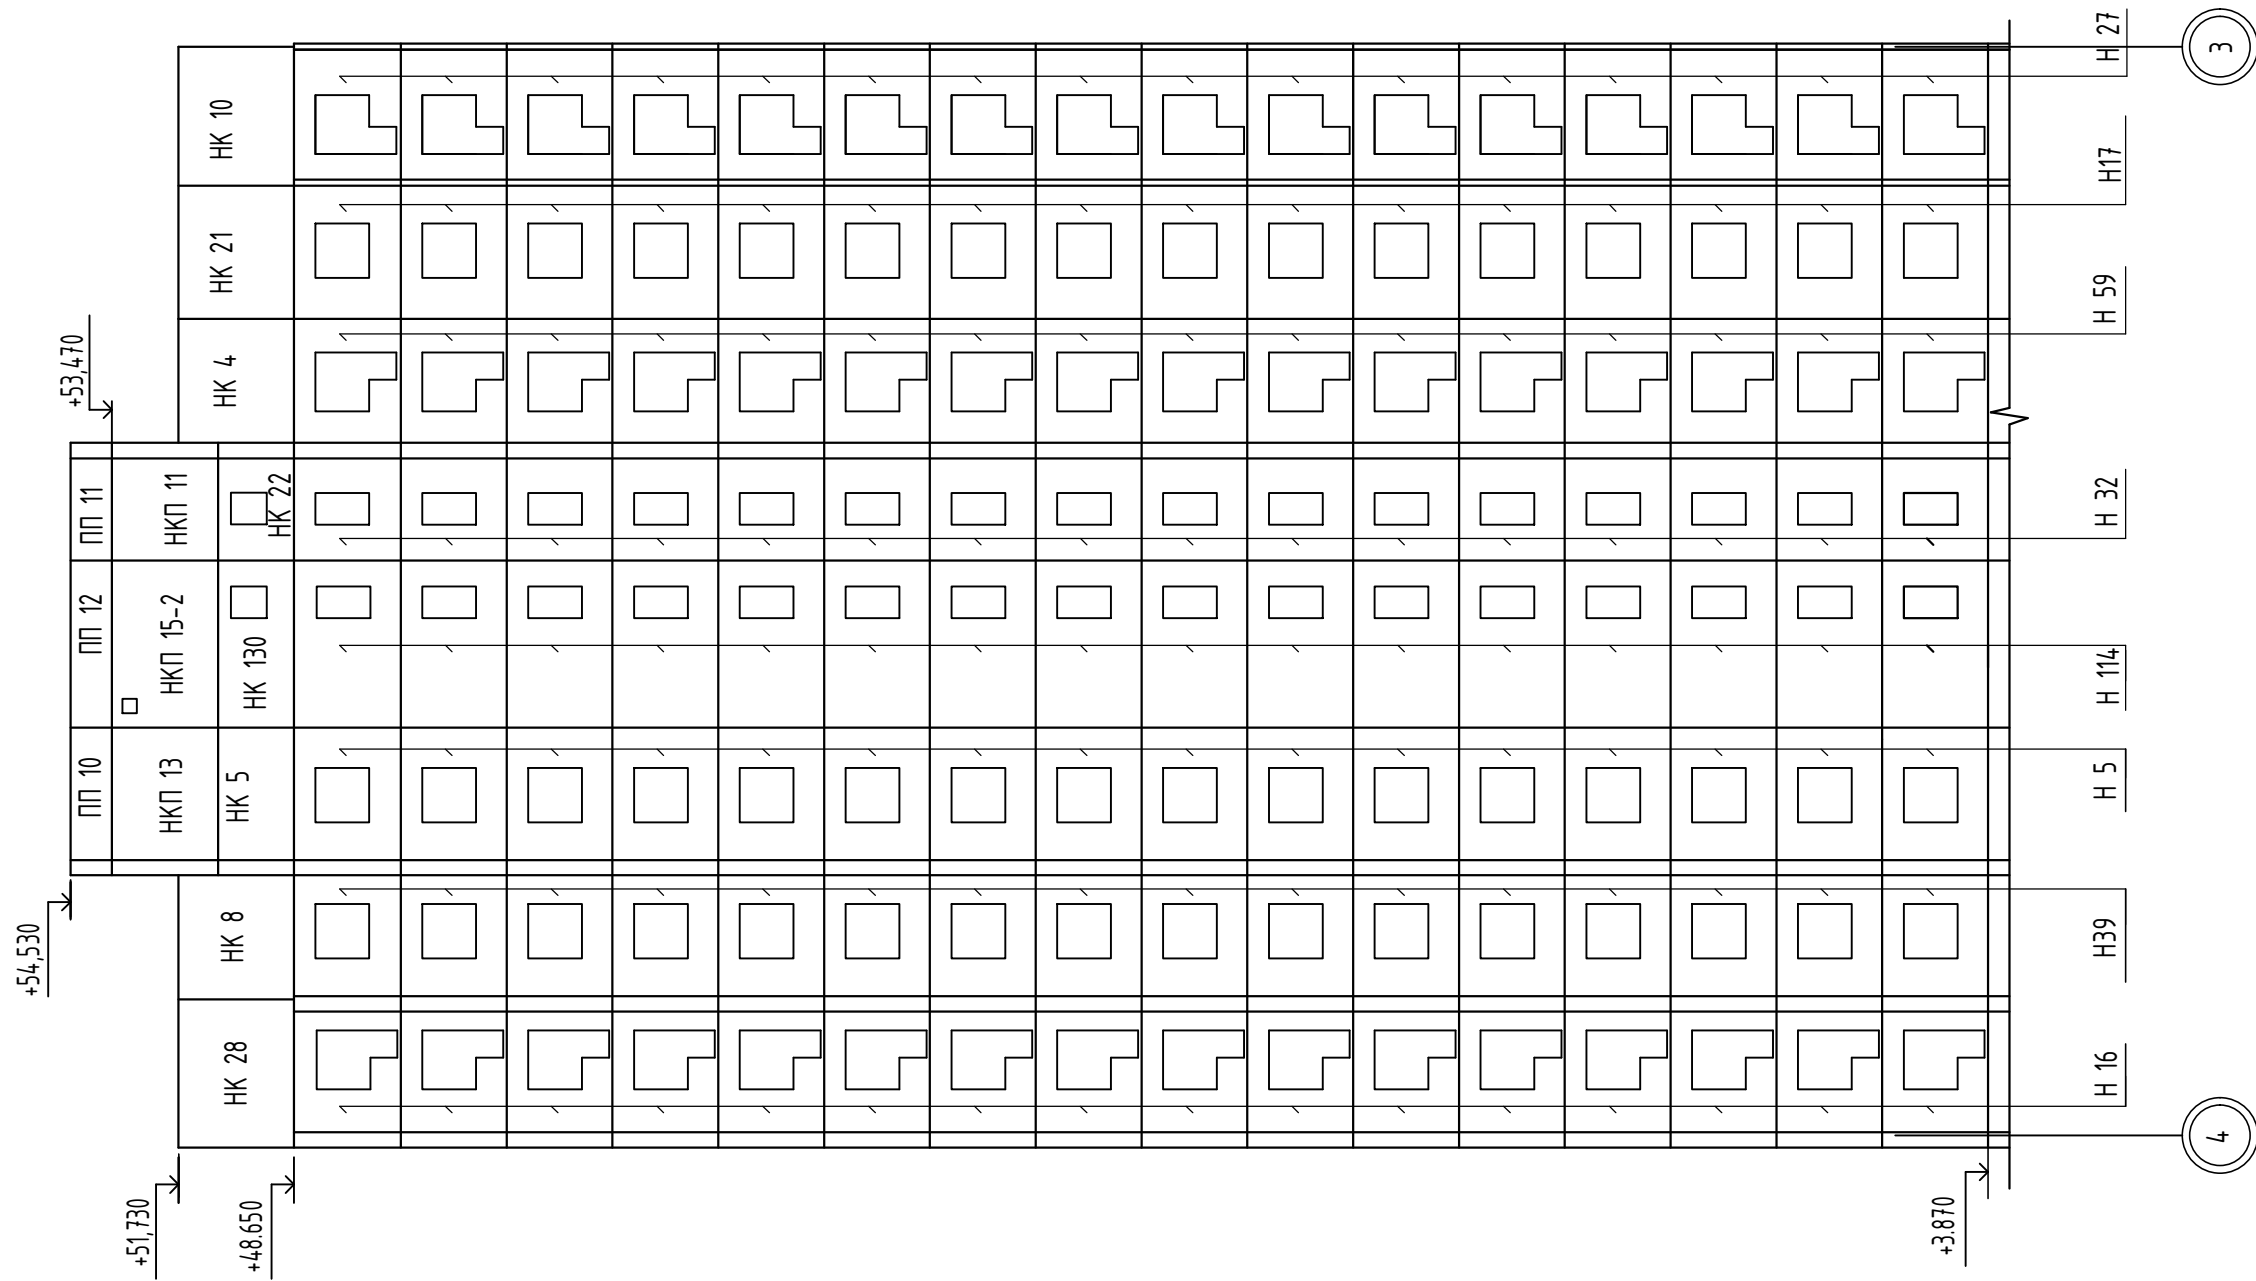 +54,530
+53,470
+51,730
+48.650
+3.870
ПП 10
ПП 12
ПП 11
НКП 13
НКП 15-2
НКП 11
НК 28
НК 8
НК 5
НК 130
НК 22
НК 4
НК 21
НК 10
Н 16
Н39
Н 5
Н 114
Н 32
Н 59
Н17
Н 27
4
3